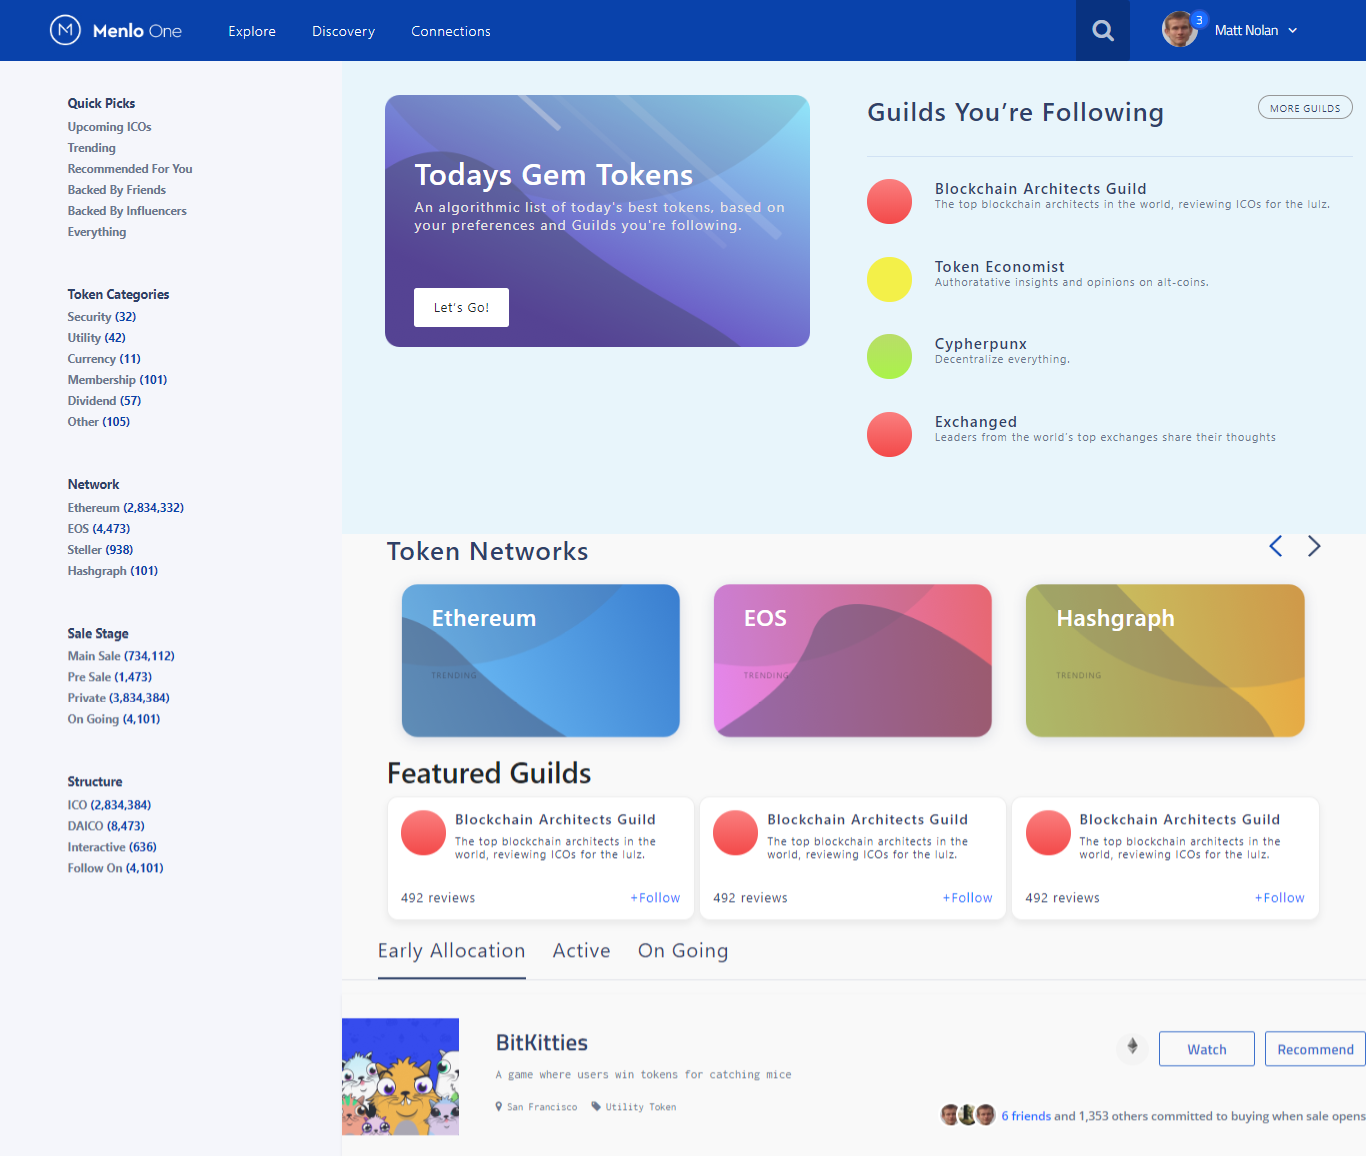 M Menlo One
Explore
Discovery
Connections
3
Matt Nolan
Quick Picks
Upcoming ICOs
Trending
Recommended For You
Backed By Friends
Backed By Influencers
Everything
Token Categories
Security (32)
Utility (42)
Currency (11)
Membership (101)
Dividend (57)
Other (105)
Network
Ethereum (2,834,332)
EOS (4,473)
Steller (938)
Hashgraph (101)
Sale Stage
Main Sale (734,112)
Pre Sale (1,473)
Private (3,834,384)
On Going (4,101)
Structure
ICO (2,834,384)
DAICO (8,473)
Interactive (636)
Follow On (4,101)
Todays Gem Tokens
An algorithmic list of today's best tokens, based on
your preferences and Guilds you're following.
Let's Go!
Guilds You’re Following
MORE GUILDS
Blockchain Architects Guild
The top blockchain architects in the world, reviewing ICOs for the lulz.
Token Economist
Authoratative insights and opinions on alt-coins.
Cypherpunx
Decentralize everything.
Exchanged
Leaders from the world's top exchanges share their thoughts
Token Networks
Ethereum
TRENDING
EOS
TRENDING
Hashgraph
TRENDING
Featured Guilds
Blockchain Architects Guild
The top blockchain architects in the
world, reviewing ICOs for the lulz.
492 reviews
+Follow
Blockchain Architects Guild
The top blockchain architects in the
world, reviewing ICOs for the lulz.
492 reviews
+Follow
Blockchain Architects Guild
The top blockchain architects in the
world, reviewing ICOs for the lulz.
492 reviews
+Follow
Early Allocation
Active
On Going
BitKitties
A game where users win tokens for catching mice
San Francisco
Utility Token
Watch
Recommend
6 friends and 1,353 others committed to buying when sale opens